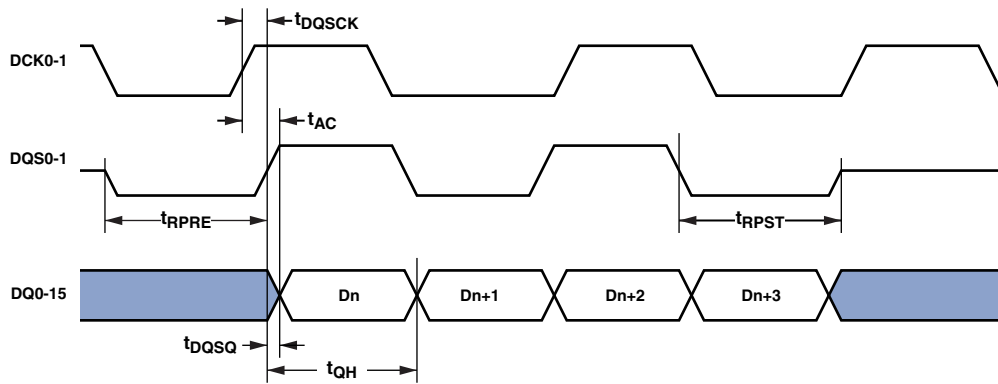 tDQSCK
DCK0-1
tAC
DQS0-1
tRPRE
tRPST
DQ0-15
Dn
Dn+1
Dn+2
Dn+3
tDQSQ
tQH